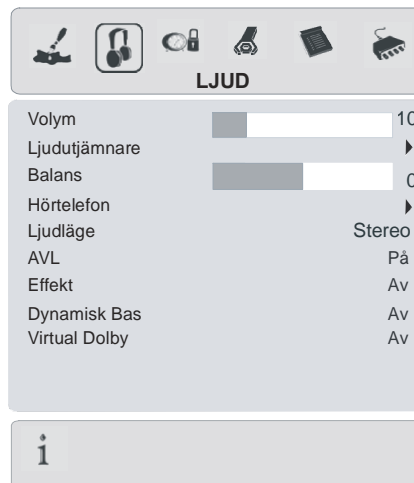 LJUD
Volym 10
Ljudutjämnare
Balans 0
Hörtelefon
Ljudläge Stereo
AVL På
Effekt Av
Dynamisk Bas Av
Virtual Dolby Av
i